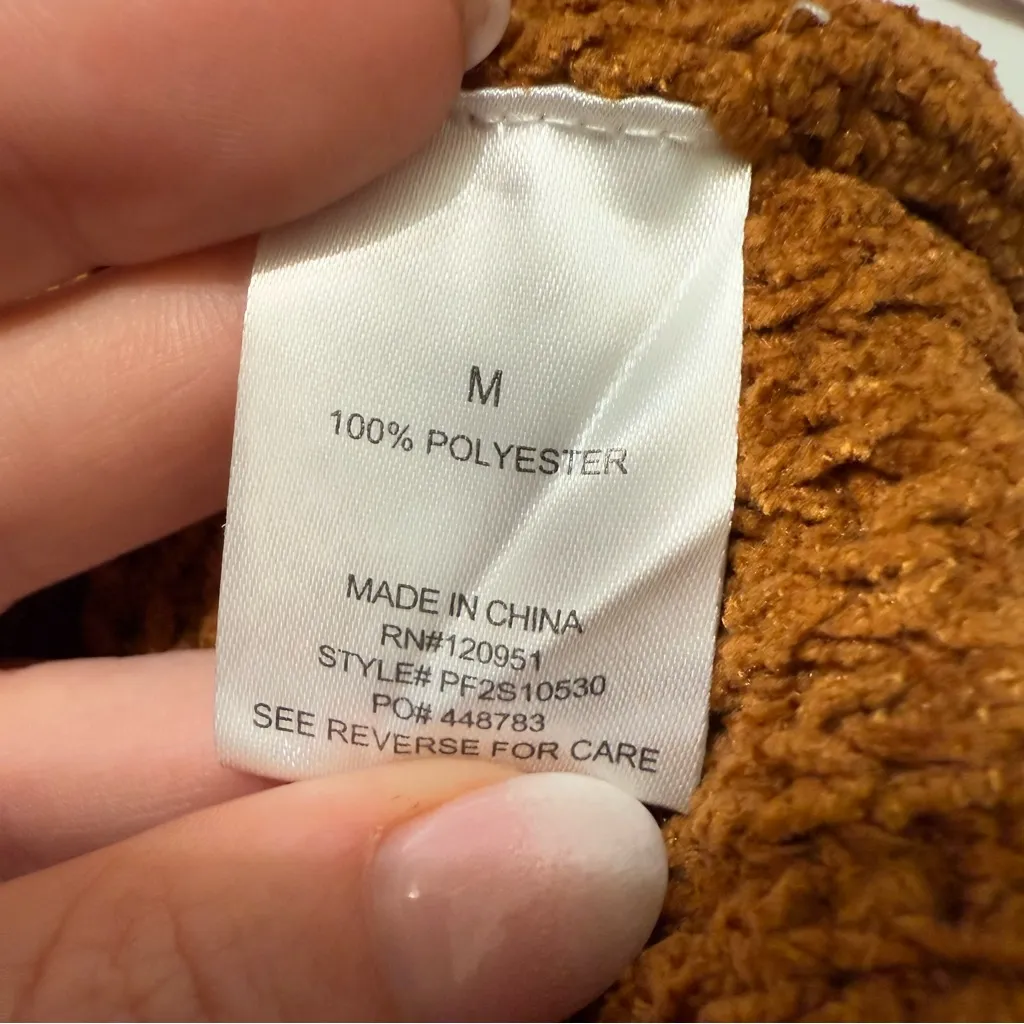 M
100% POLYESTER
MADE IN CHINA
RN#120951
STYLE# PF2S10530
PO# 448783
SEE REVERSE FOR CARE